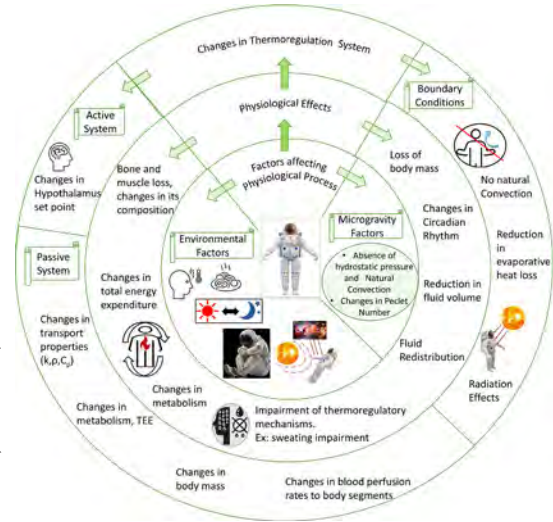 Changes in Thermoregulation System
Physiological Effects
Factors affecting
Physiological Process
Active
System
Changes in
Hypothalamus
set point
Passive
System
Changes in
transport
properties
(k,ρ,Cp)
Changes in
metabolism, TEE
Changes in
body mass
Changes in blood perfusion
rates to body segments
Boundary
Conditions
No natural
Convection
Reduction
in
evaporative
heat loss
Radiation
Effects
Bone and
muscle loss,
changes in its
composition
Changes in
total energy
expenditure
Changes in
metabolism
Impairment of thermoregulatory
mechanisms.
Ex: sweating impairment
Loss of
body mass
Changes in
Circadian
Rhythm
Reduction in
fluid volume
Fluid
Redistribution
Environmental
Factors
Microgravity
Factors
• Absence of
hydrostatic pressure
and Natural
Convection
• Changes in Peclet
Number